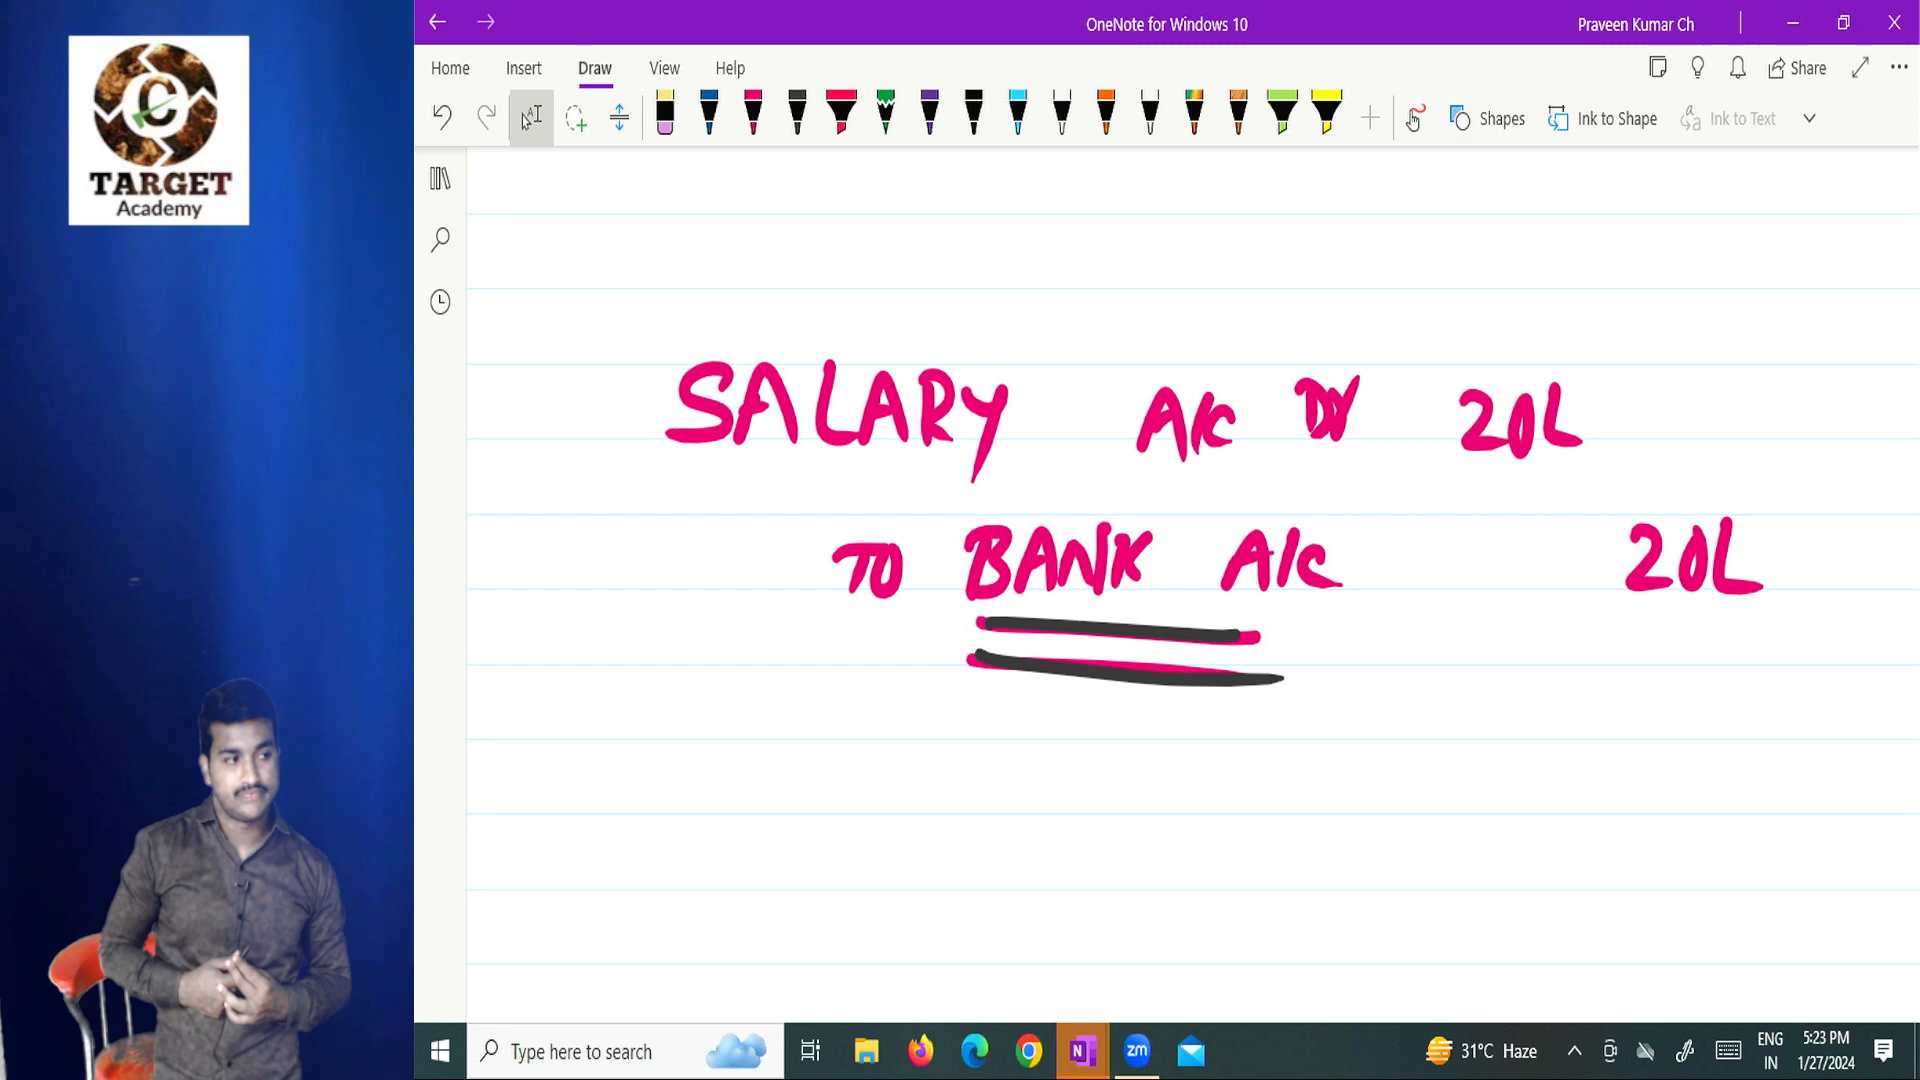 TARGET
Academy
OneNote for Windows 10
Praveen Kumar Ch
Home Insert Draw View Help
Share
Shapes Ink to Shape Ink to Text
SALARY A/c Dr 20L
TO BANK A/c 20L
Type here to search
zm
31°C Haze
ENG
IN
5:23 PM
1/27/2024